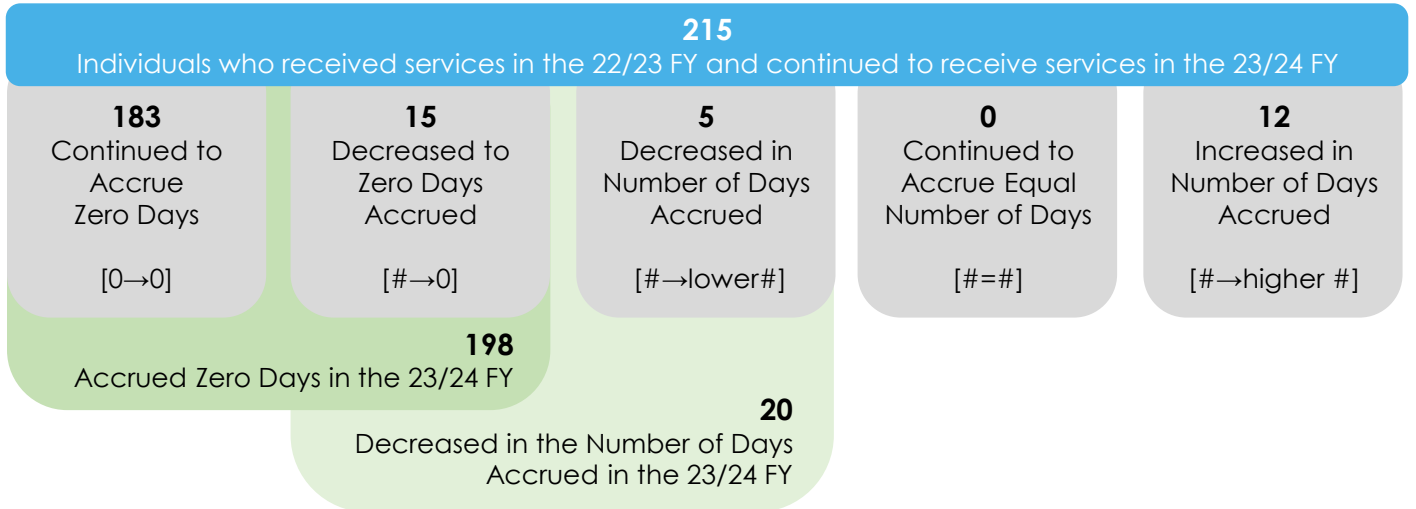 215
Individuals who received services in the 22/23 FY and continued to receive services in the 23/24 FY
183
Continued to
Accrue
Zero Days
[0→0]
15
Decreased to
Zero Days
Accrued
[#→0]
5
Decreased in
Number of Days
Accrued
[#→lower#]
0
Continued to
Accrue Equal
Number of Days
[#=#]
12
Increased in
Number of Days
Accrued
[#→higher #]
198
Accrued Zero Days in the 23/24 FY
20
Decreased in the Number of Days
Accrued in the 23/24 FY